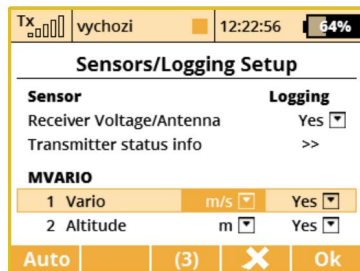 Tx vychozi 12:22:56 64%
Sensors/Logging Setup
Sensor Logging
Receiver Voltage/Antenna Yes
Transmitter status info >>
MVARIO
1 Vario m/s Yes
2 Altitude m Yes
Auto (3) Ok